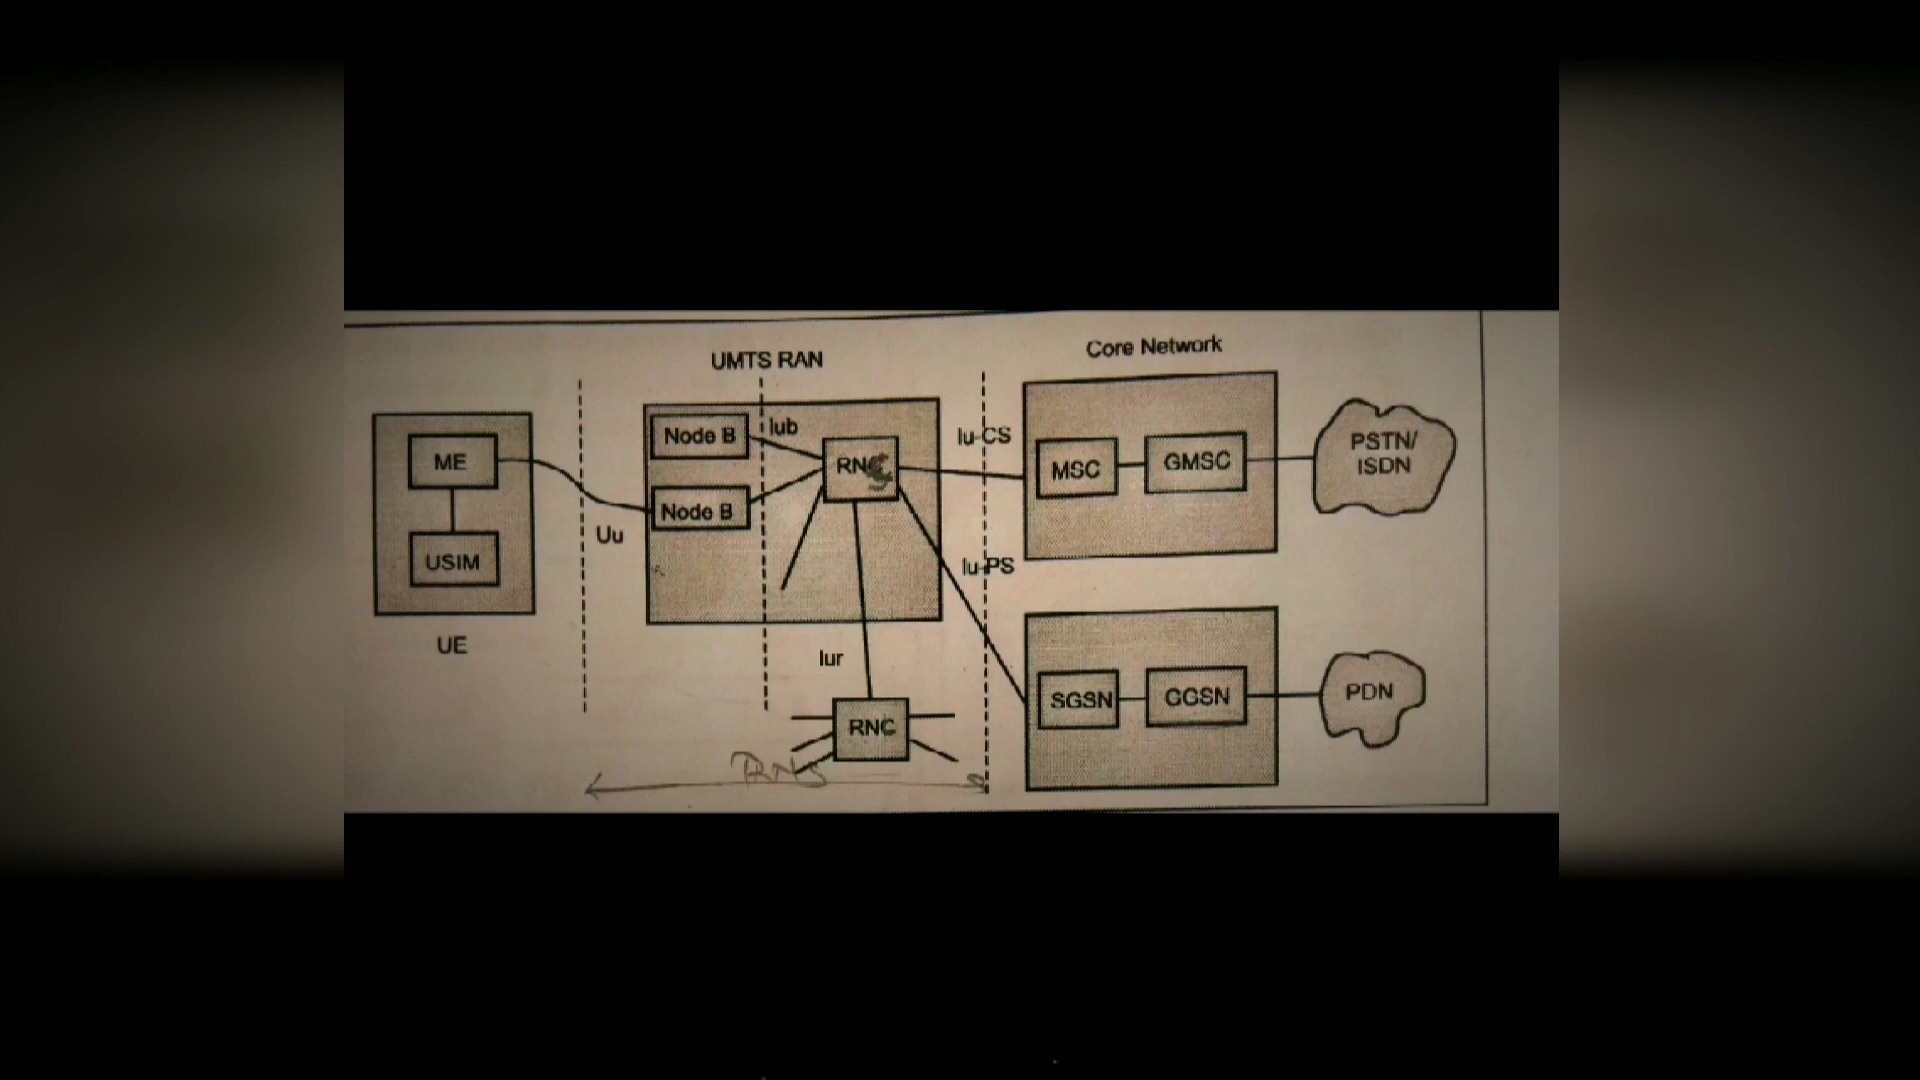 UMTS RAN
Core Network
Node B
Iub
Iu-CS
ME
RNC
MSC
GMSC
PSTN/
ISDN
Node B
Uu
USIM
Iu-PS
UE
Iur
SGSN
GGSN
PDN
RNC
RNS